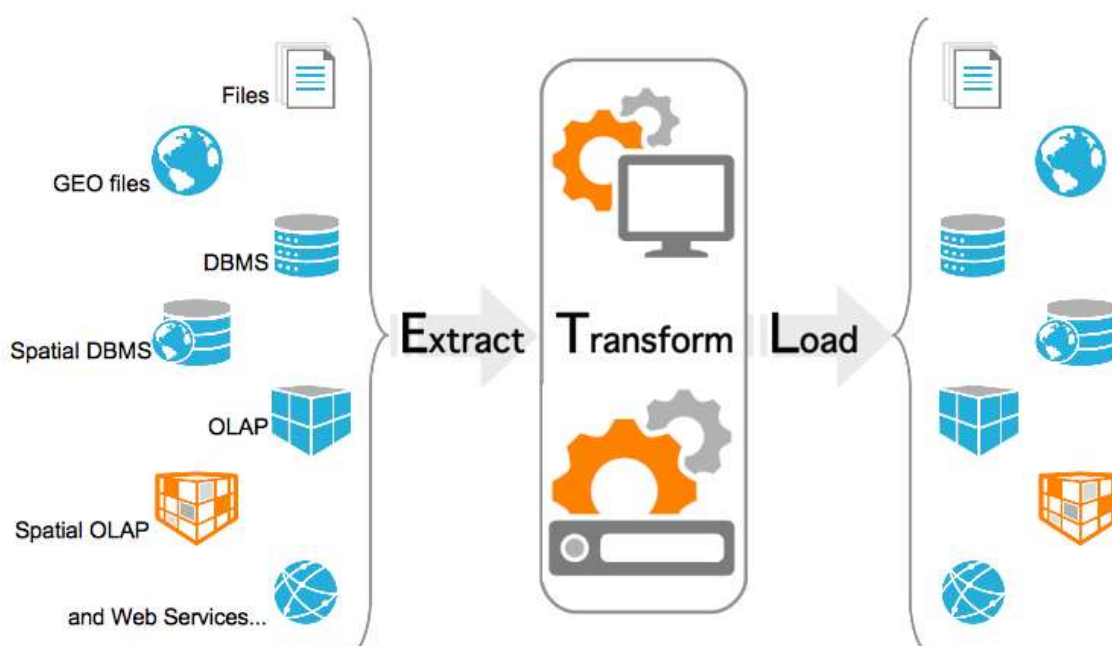 Files
GEO files
DBMS
Spatial DBMS
Extract Transform Load
OLAP
Spatial OLAP
and Web Services...